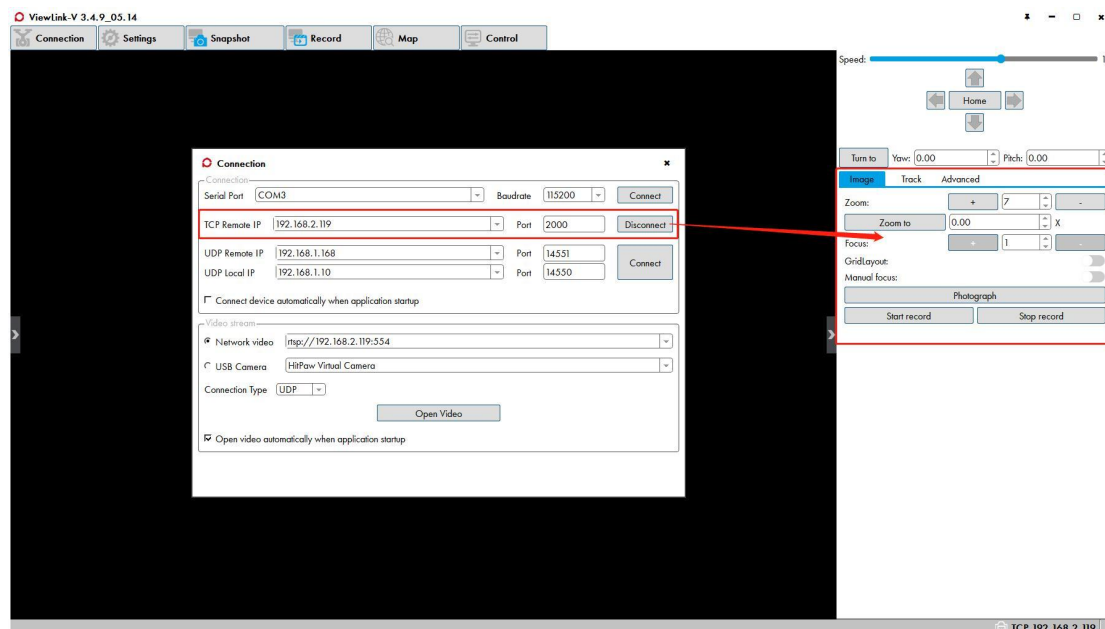 ViewLink-V 3.4.9_05.14
Connection Settings Snapshot Record Map Control
Speed:
Home
Turn to Yaw: 0.00 Pitch: 0.00
Image Track Advanced
Zoom: + 7 -
Zoom to 0.00 X
Focus: + 1 -
GridLayout:
Manual focus:
Photograph
Start record Stop record
Connection
Connection
Serial Port COM3 Baudrate 115200 Connect
TCP Remote IP 192.168.2.119 Port 2000 Disconnect
UDP Remote IP 192.168.1.168 Port 14551
Connect
UDP Local IP 192.168.1.10 Port 14550
Connect device automatically when application startup
Video stream
Network video rtsp://192.168.2.119:554
USB Camera HitPaw Virtual Camera
Connection Type UDP
Open Video
Open video automatically when application startup
TCP 192.168.2.119